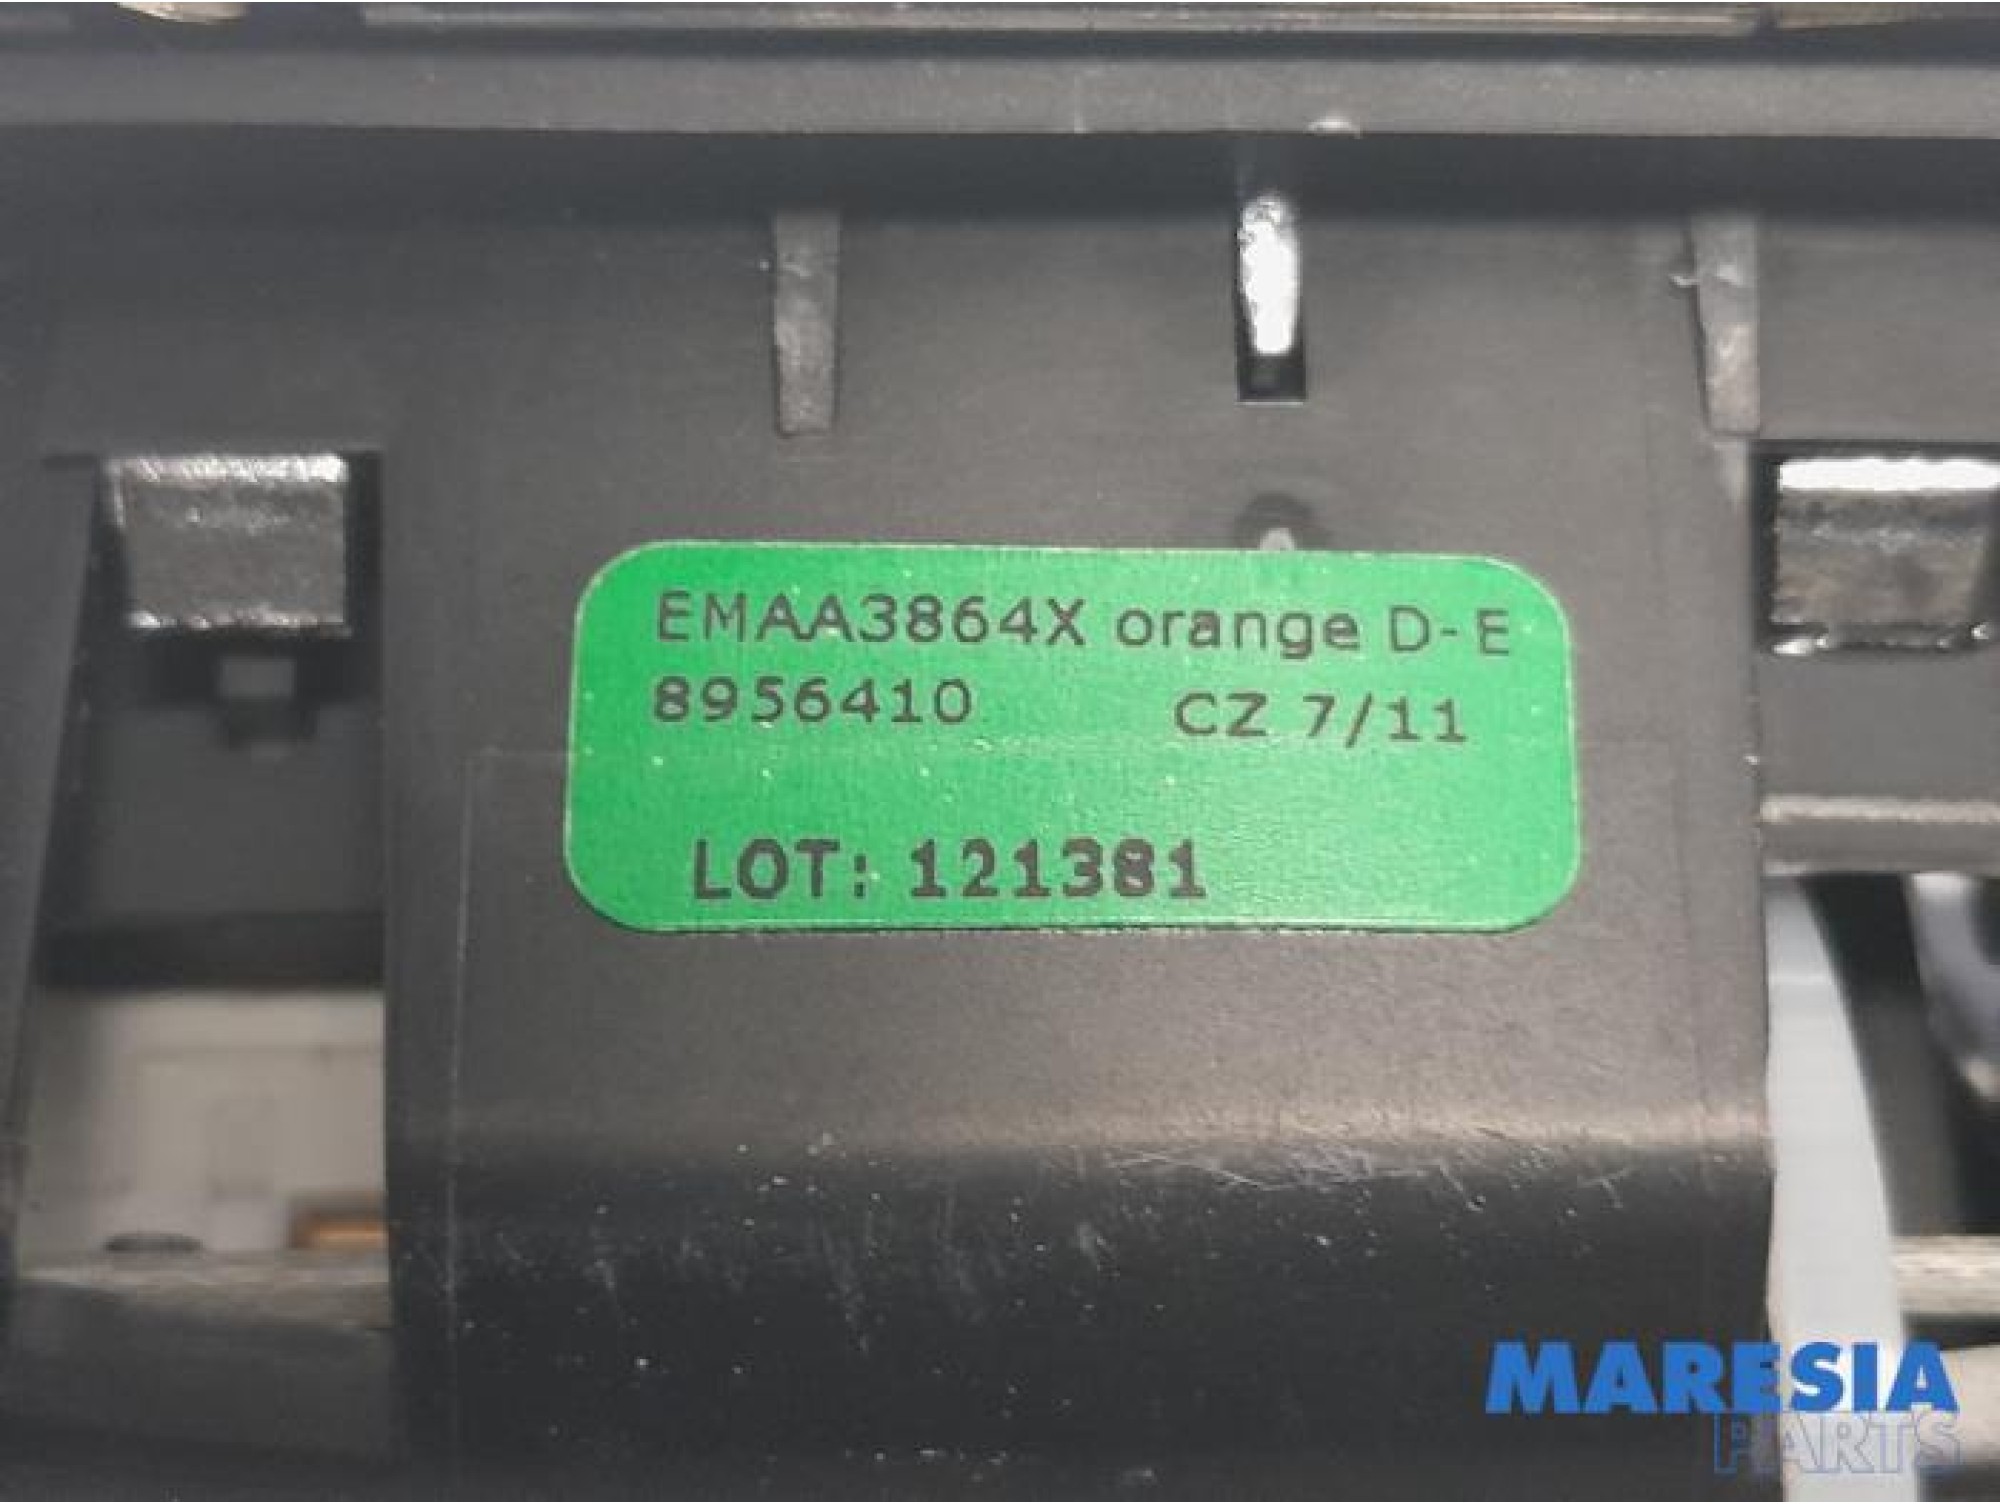 EMAA3864X orange D-E
8956410 CZ 7/11
LOT: 121381
MARESIA
PARTS